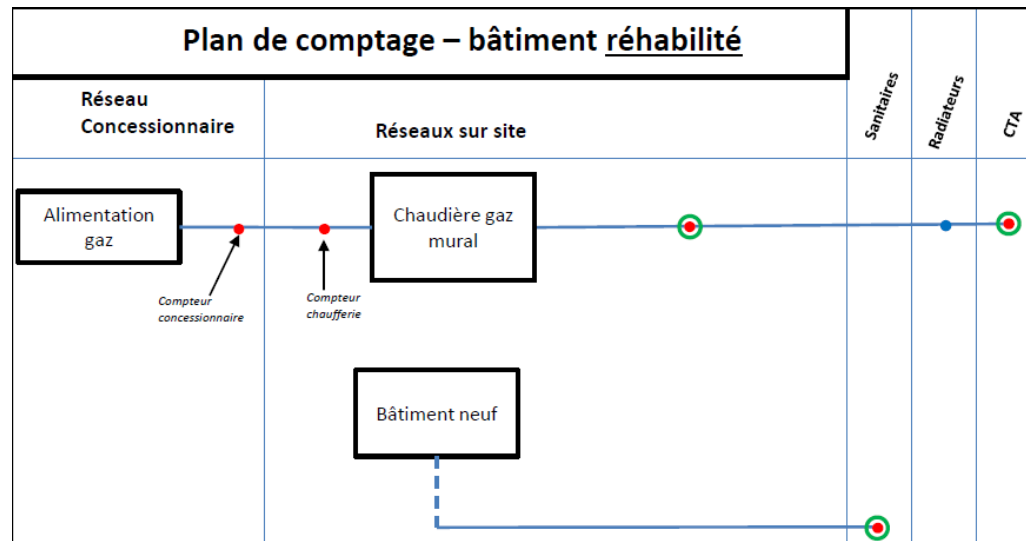 Plan de comptage – bâtiment réhabilité
Réseau
Concessionnaire
Réseaux sur site
Sanitaires
Radiateurs
CTA
Alimentation
gaz
Chaudière gaz
mural
Compteur
concessionnaire
Compteur
chaufferie
Bâtiment neuf